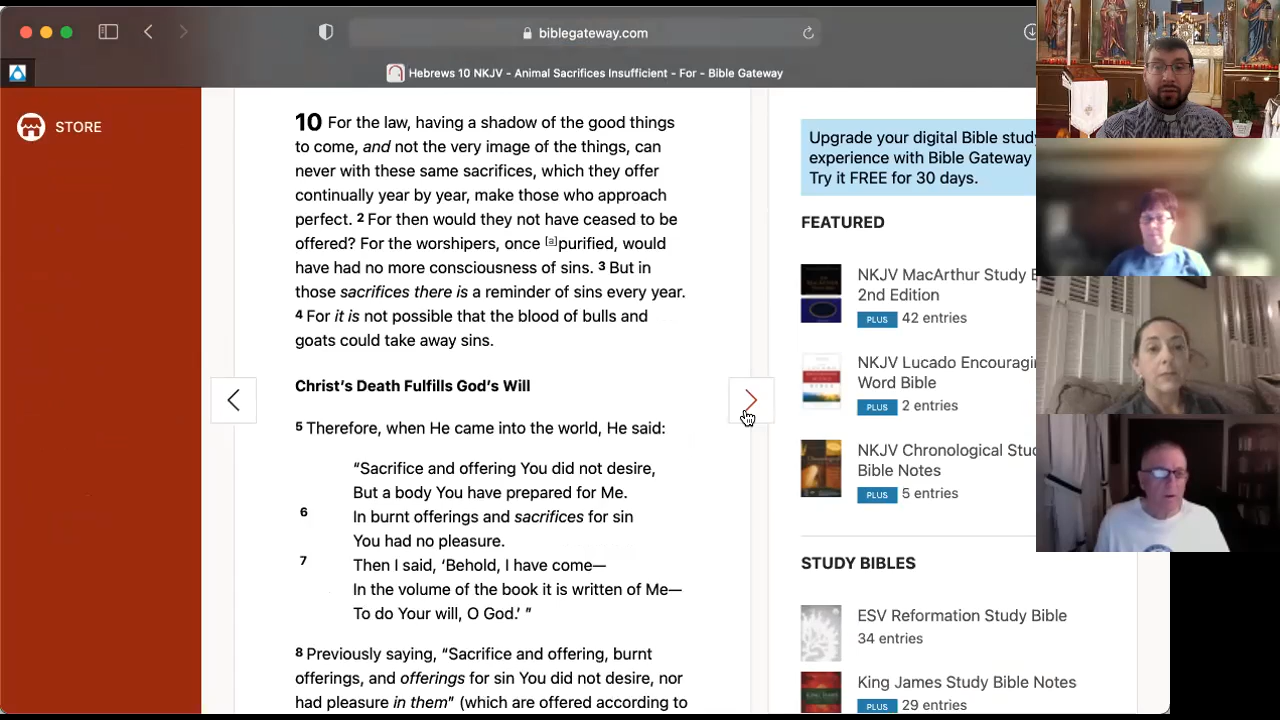 biblegateway.com
Hebrews 10 NKJV - Animal Sacrifices Insufficient - For - Bible Gateway
STORE
10 For the law, having a shadow of the good things
to come, and not the very image of the things, can
never with these same sacrifices, which they offer
continually year by year, make those who approach
perfect. 2 For then would they not have ceased to be
offered? For the worshipers, once [a]purified, would
have had no more consciousness of sins. 3 But in
those sacrifices there is a reminder of sins every year.
4 For it is not possible that the blood of bulls and
goats could take away sins.
Christ's Death Fulfills God's Will
5 Therefore, when He came into the world, He said:
“Sacrifice and offering You did not desire,
But a body You have prepared for Me.
6 In burnt offerings and sacrifices for sin
You had no pleasure.
7 Then I said, ‘Behold, I have come—
In the volume of the book it is written of Me—
To do Your will, O God.’ ”
8 Previously saying, “Sacrifice and offering, burnt
offerings, and offerings for sin You did not desire, nor
had pleasure in them” (which are offered according to
Upgrade your digital Bible study
experience with Bible Gateway
Try it FREE for 30 days.
FEATURED
NKJV MacArthur Study
2nd Edition
PLUS 42 entries
NKJV Lucado
Word Bible
PLUS 2 entries
NKJV Chronological
Bible Notes
PLUS 5 entries
STUDY BIBLES
ESV Reformation Study Bible
34 entries
King James Study Bible Notes
PLUS 29 entries